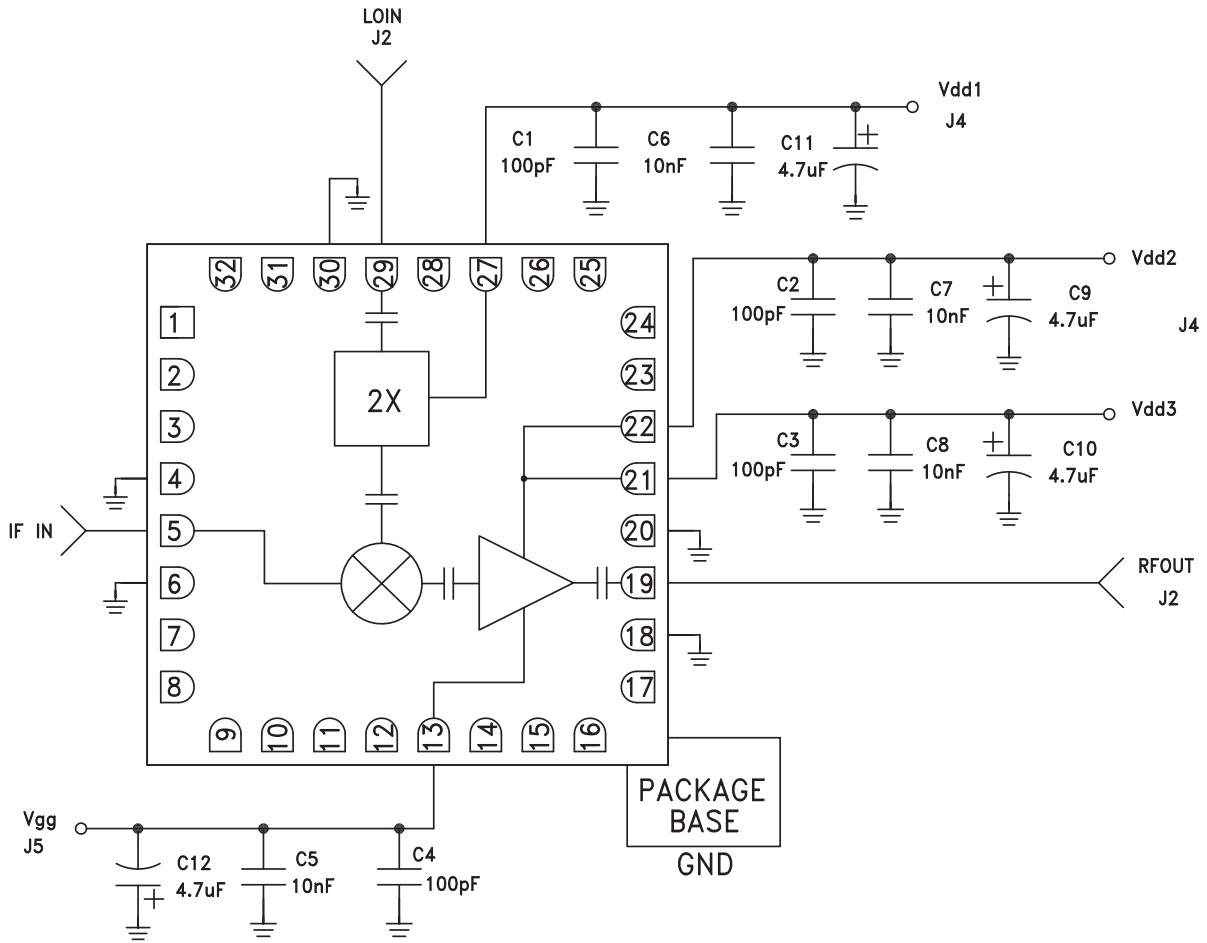 LOIN
J2
Vdd1
J4
C1
100pF
C6
10nF
C11
4.7uF
+
32
31
30
29
28
27
26
25
Vdd2
C2
100pF
C7
10nF
+
C9
4.7uF
J4
1
2
3
4
5
6
7
8
2X
24
23
22
21
20
19
18
17
Vdd3
C3
100pF
C8
10nF
+
C10
4.7uF
IF IN
RFOUT
J2
9
10
11
12
13
14
15
16
PACKAGE
BASE
GND
Vgg
J5
C12
4.7uF
+
C5
10nF
C4
100pF